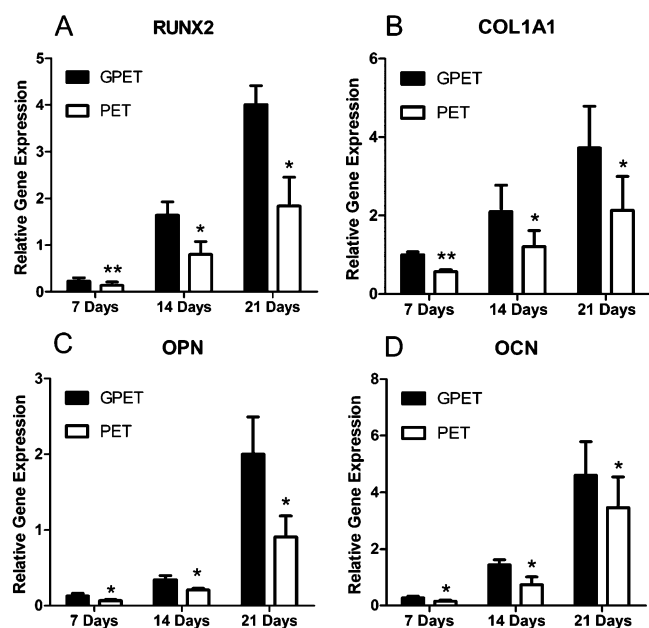 A
RUNX2
Relative Gene Expression
5
4
3
2
1
0
GPET
PET
**
*
*
7 Days 14 Days 21 Days
B
COL1A1
Relative Gene Expression
6
4
2
0
GPET
PET
**
*
*
7 Days 14 Days 21 Days
C
OPN
Relative Gene Expression
3
2
1
0
GPET
PET
*
*
*
7 Days 14 Days 21 Days
D
OCN
Relative Gene Expression
8
6
4
2
0
GPET
PET
*
*
*
7 Days 14 Days 21 Days